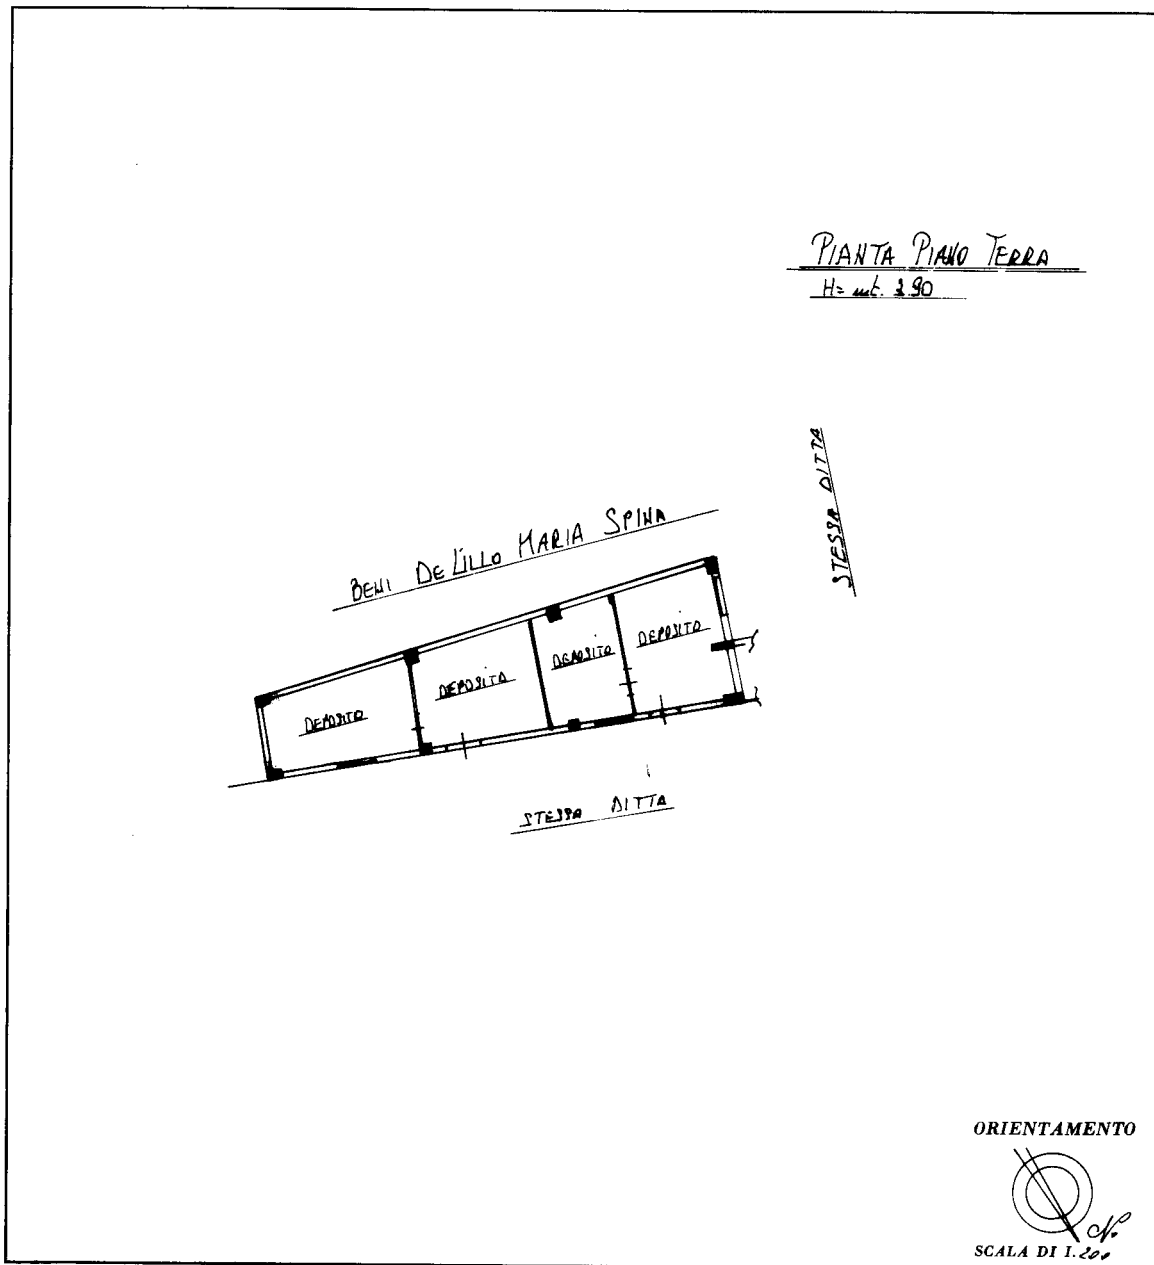 PIANTA PIANO TERRA
H= mt. 2.90
STESSA DITTA
BENI DE LILLO MARIA SPINA
DEPOSITO
DEPOSITO
DEPOSITO
DEPOSITO
STESSA DITTA
ORIENTAMENTO
N.
SCALA DI 1.200